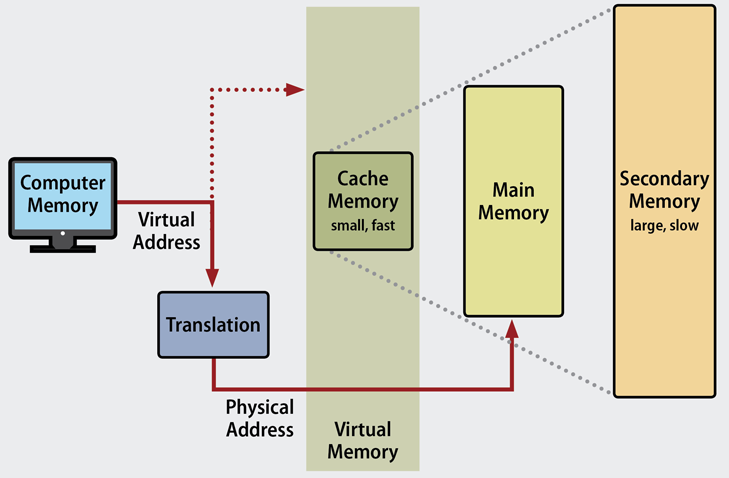 Computer
Memory
Virtual
Address
Translation
Physical
Address
Cache
Memory
small, fast
Virtual
Memory
Main
Memory
Secondary
Memory
large, slow